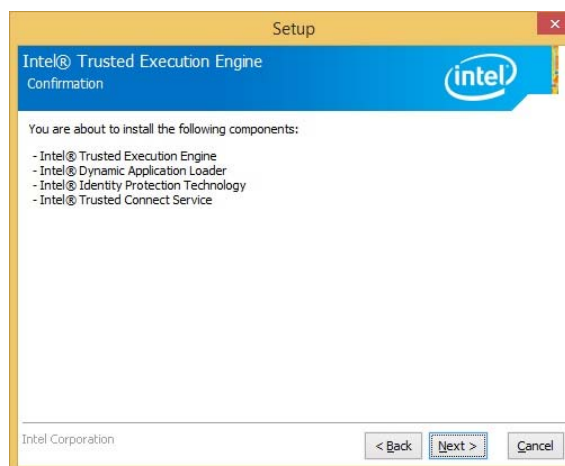 Setup
Intel® Trusted Execution Engine
Confirmation
intel
You are about to install the following components:
- Intel® Trusted Execution Engine
- Intel® Dynamic Application Loader
- Intel® Identity Protection Technology
- Intel® Trusted Connect Service
Intel Corporation
< Back
Next >
Cancel